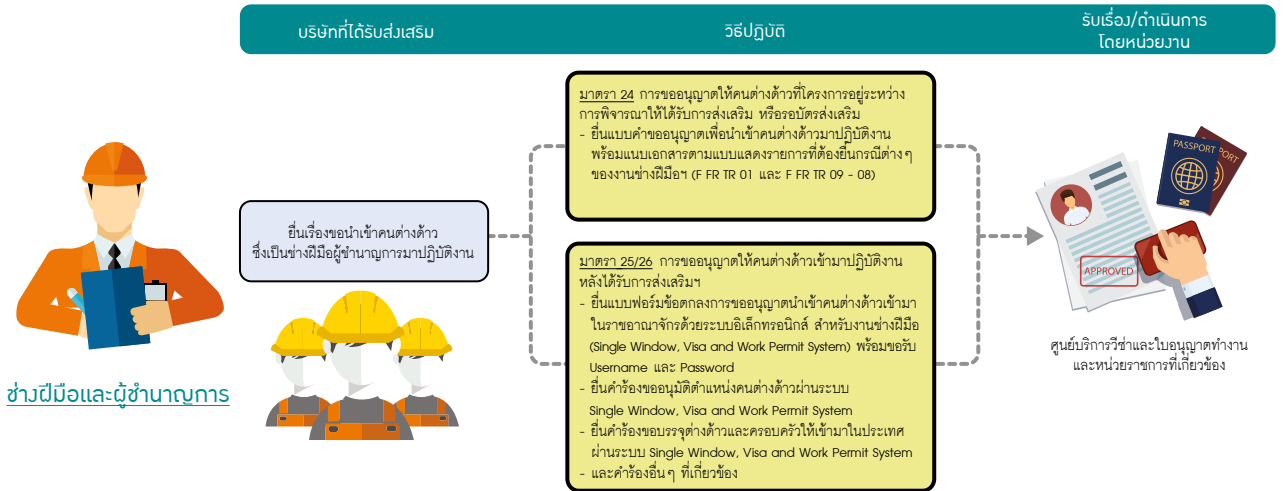 บริษัทที่ได้รับส่งเสริม
วิธีปฏิบัติ
รับเรื่อง/ดำเนินการ
โดยหน่วยงาน
ช่างฝีมือและผู้ชำนาญการ
ยื่นเรื่องขอนำเข้าคนต่างด้าว
ซึ่งเป็นช่างฝีมือผู้ชำนาญการมาปฏิบัติงาน
มาตรา 24 การขออนุญาตให้คนต่างด้าวที่โครงการอยู่ระหว่าง
การพิจารณาให้ได้รับการส่งเสริม หรือรอบัตรส่งเสริม
- ยื่นแบบคำขออนุญาตเพื่อนำเข้าคนต่างด้าวมาปฏิบัติงาน
พร้อมแนบเอกสารตามแบบแสดงรายการที่ต้องยื่นกรณีต่างๆ
ของงานช่างฝีมือฯ (F FR TR 01 และ F FR TR 09 - 08)
มาตรา 25/26 การขออนุญาตให้คนต่างด้าวเข้ามาปฏิบัติงาน
หลังได้รับการส่งเสริมฯ
- ยื่นแบบฟอร์มข้อตกลงการขออนุญาตนำเข้าคนต่างด้าวเข้ามา
ในราชอาณาจักรด้วยระบบอิเล็กทรอนิกส์ สำหรับงานช่างฝีมือ
(Single Window, Visa and Work Permit System) พร้อมขอรับ
Username และ Password
- ยื่นคำร้องขออนุมัติตำแหน่งคนต่างด้าวผ่านระบบ
Single Window, Visa and Work Permit System
- ยื่นคำร้องขอบรรจุต่างด้าวและครอบครัวให้เข้ามาในประเทศ
ผ่านระบบ Single Window, Visa and Work Permit System
- และคำร้องอื่นๆ ที่เกี่ยวข้อง
PASSPORT
PORT
APPROVED
ศูนย์บริการวีซ่าและใบอนุญาตทำงาน
และหน่วยราชการที่เกี่ยวข้อง